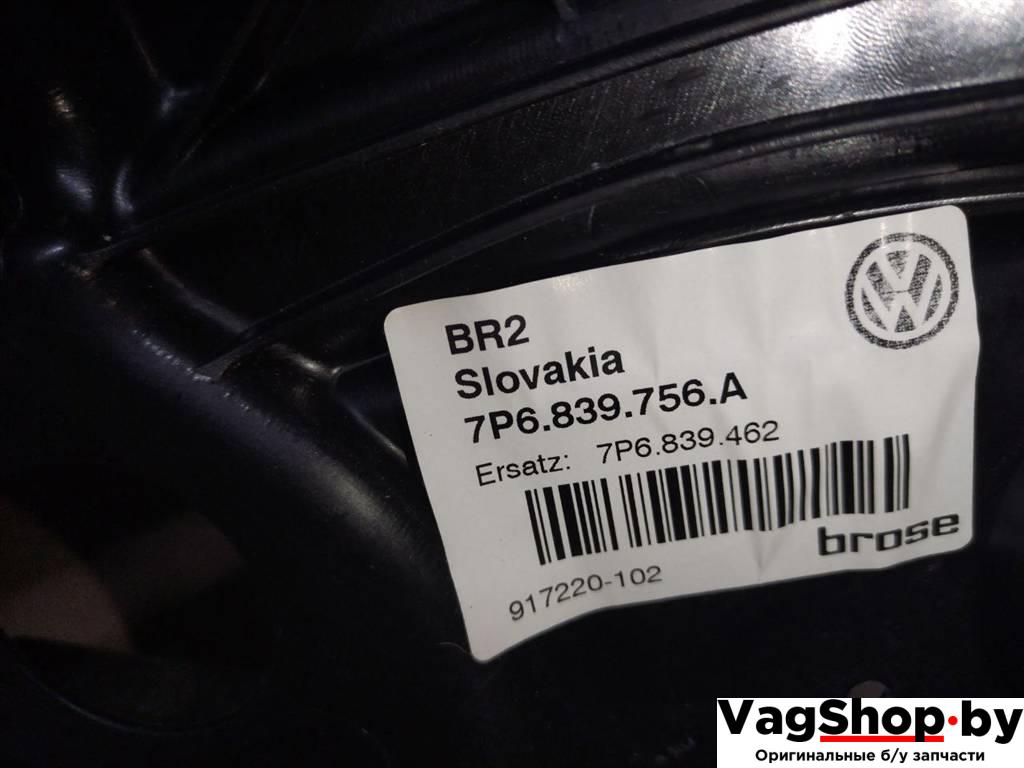 BR2
Slovakia
7P6.839.756.A
Ersatz: 7P6.839.462
brose
917220-102
VagShop.by
Оригинальные б/у запчасти